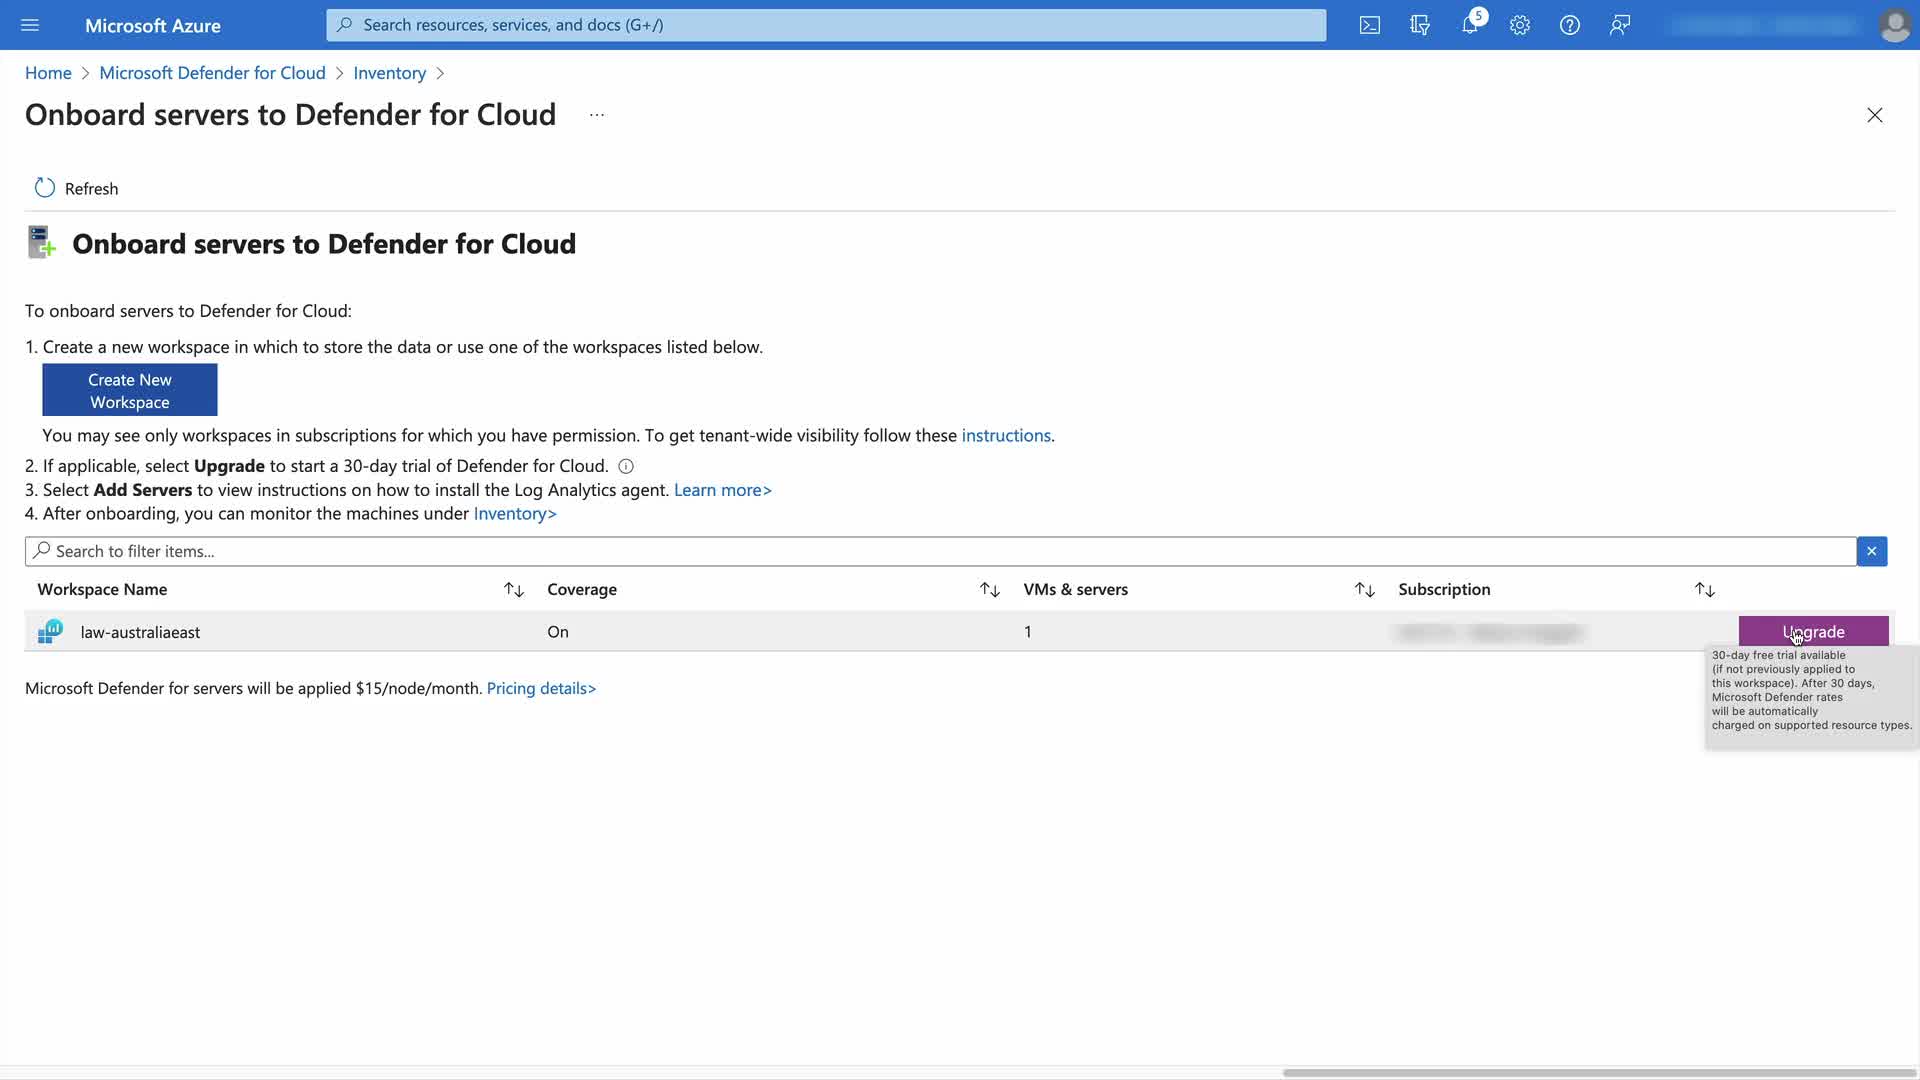 Microsoft Azure
Search resources, services, and docs (G+/)
5
Home > Microsoft Defender for Cloud > Inventory >
Onboard servers to Defender for Cloud ...
Refresh
Onboard servers to Defender for Cloud
To onboard servers to Defender for Cloud:
1. Create a new workspace in which to store the data or use one of the workspaces listed below.
Create New
Workspace
You may see only workspaces in subscriptions for which you have permission. To get tenant-wide visibility follow these instructions.
2. If applicable, select Upgrade to start a 30-day trial of Defender for Cloud.
3. Select Add Servers to view instructions on how to install the Log Analytics agent. Learn more>
4. After onboarding, you can monitor the machines under Inventory>
Search to filter items...
Workspace Name Coverage VMs & servers Subscription
law-australiaeast On 1 Upgrade
30-day free trial available
(if not previously applied to
this workspace). After 30 days,
Microsoft Defender rates
will be automatically
charged on supported resource types.
Microsoft Defender for servers will be applied $15/node/month. Pricing details>